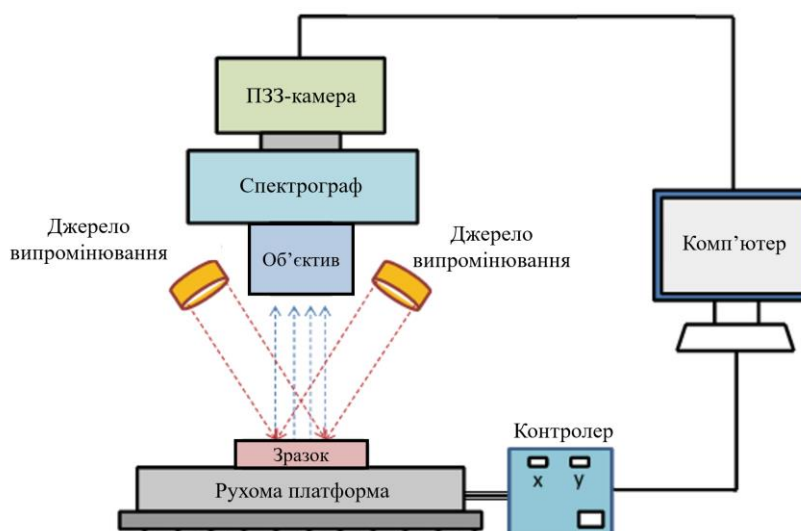 ПЗЗ-камера
Спектрограф
Джерело
випромінювання
Об’єктив
Джерело
випромінювання
Комп’ютер
Контролер
x y
Зразок
Рухома платформа